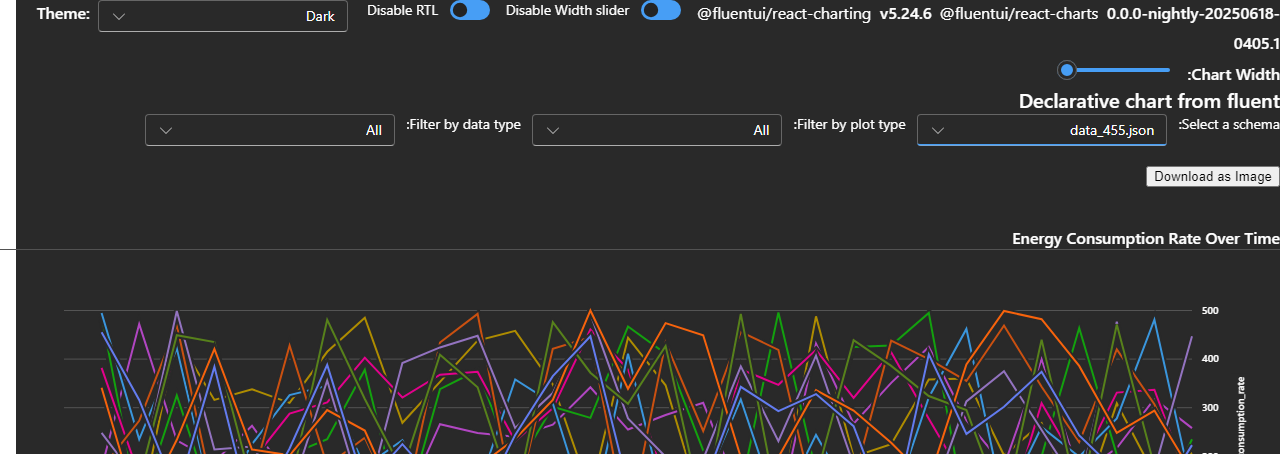 Theme:
Dark
Disable RTL
Disable Width slider
@fluentui/react-charting v5.24.6 @fluentui/react-charts 0.0.0-nightly-20250618-
0405.1
:Chart Width
Declarative chart from fluent
:Select a schema
data_455.json
:Filter by plot type
All
:Filter by data type
All
Download as Image
Energy Consumption Rate Over Time
500
400
300